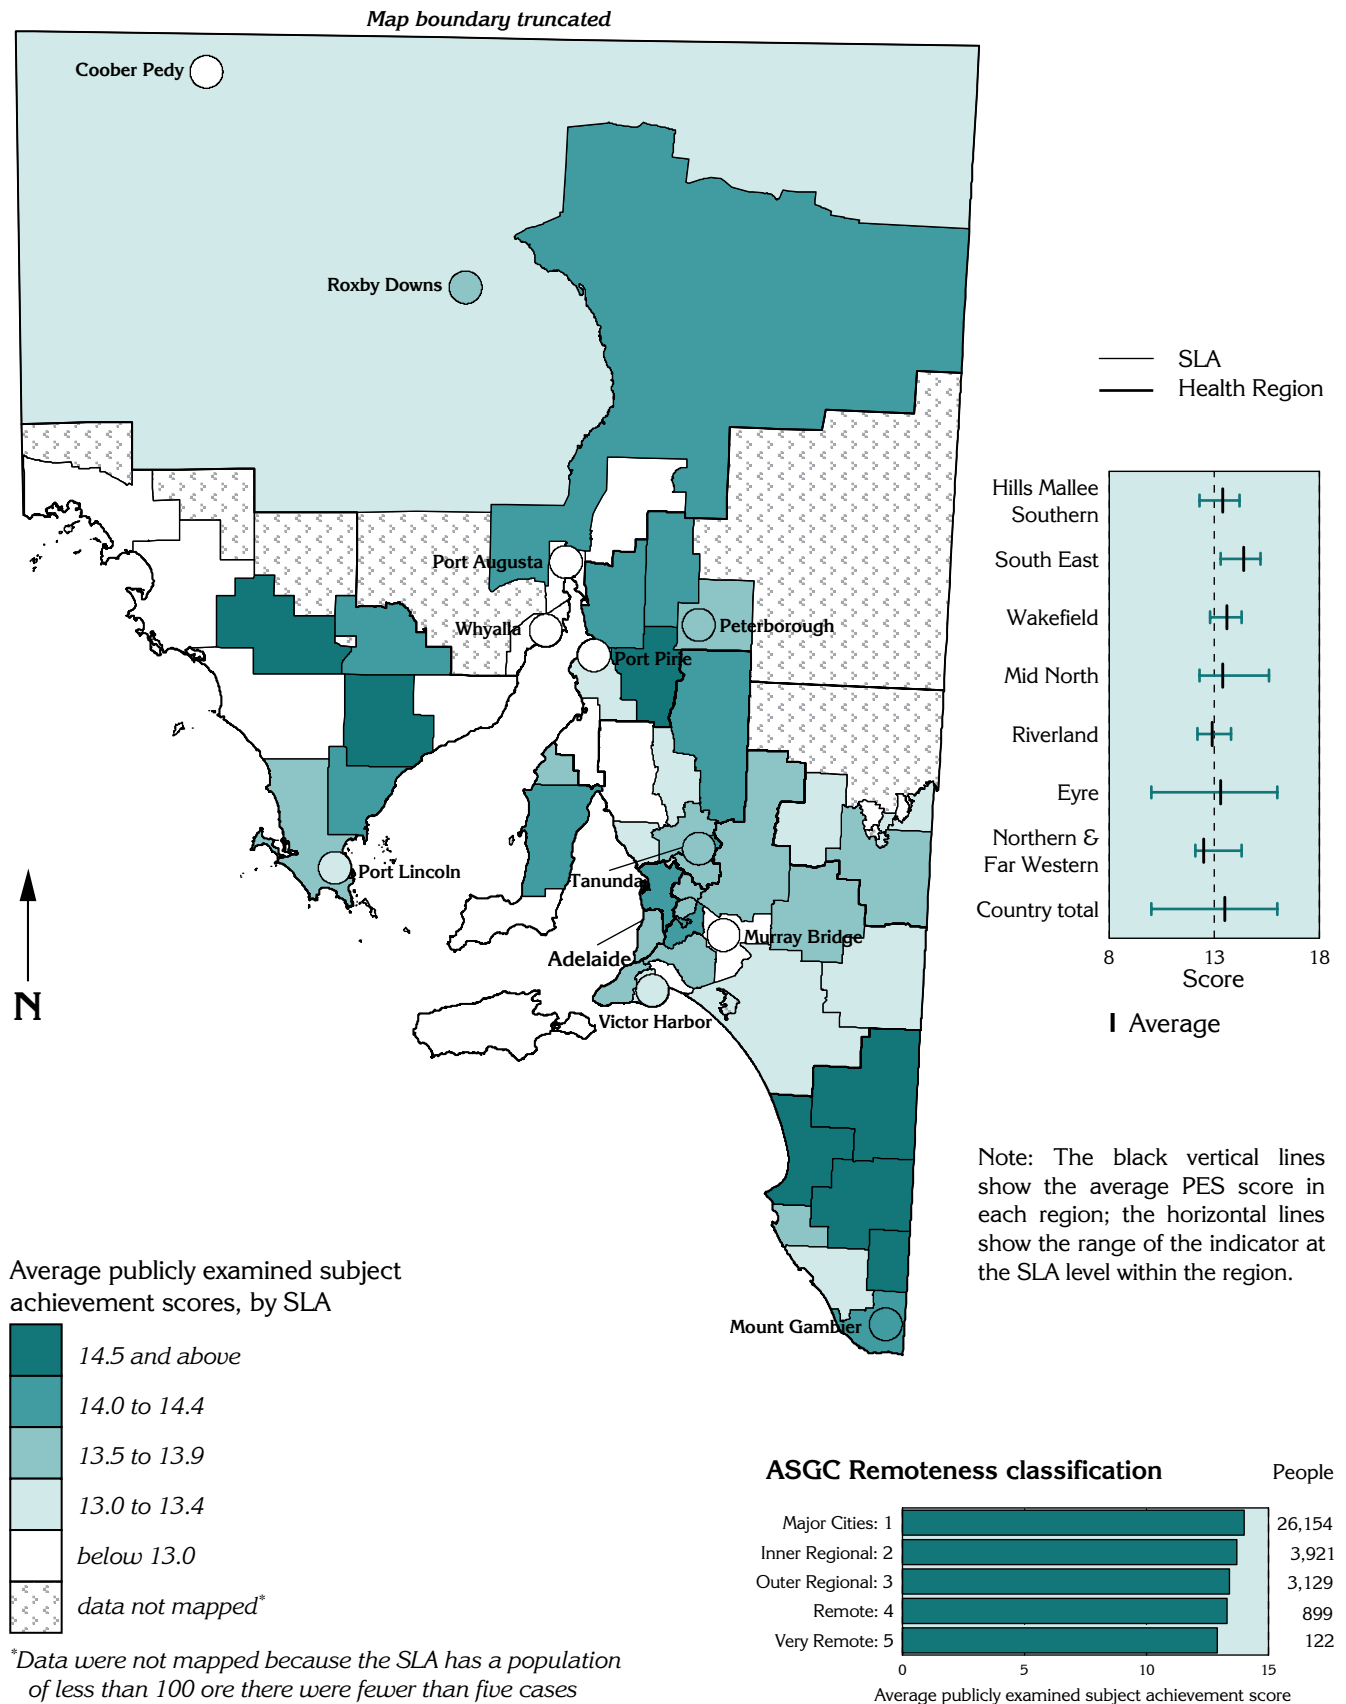 Map boundary truncated
Coober Pedy
Roxby Downs
Port Augusta
Whyalla
Peterborough
Port Pirie
Port Lincoln
Tanunda
Adelaide
Murray Bridge
Victor Harbor
Mount Gambier
N
SLA
Health Region
Hills Mallee
Southern
South East
Wakefield
Mid North
Riverland
Eyre
Northern &
Far Western
Country total
8 13 18
Score
Average
Note: The black vertical lines
show the average PES score in
each region; the horizontal lines
show the range of the indicator at
the SLA level within the region.
Average publicly examined subject
achievement scores, by SLA
14.5 and above
14.0 to 14.4
13.5 to 13.9
13.0 to 13.4
below 13.0
data not mapped*
*Data were not mapped because the SLA has a population
of less than 100 ore there were fewer than five cases
ASGC Remoteness classification People
Major Cities: 1 26,154
Inner Regional: 2 3,921
Outer Regional: 3 3,129
Remote: 4 899
Very Remote: 5 122
0 5 10 15
Average publicly examined subject achievement score